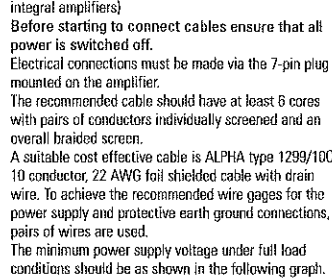 integral amplifiers)
Before starting to connect cables ensure that all
power is switched off.
Electrical connections must be made via the 7-pin plug
mounted on the amplifier.
The recommended cable should have at least 6 cores
with pairs of conductors individually screened and an
overall braided screen.
A suitable cost effective cable is ALPHA type 1299/10C
10 conductor, 22 AWG foil shielded cable with drain
wire. To achieve the recommended wire gages for the
power supply and protective earth ground connections,
pairs of wires are used.
The minimum power supply voltage under full load
conditions should be as shown in the following graph.